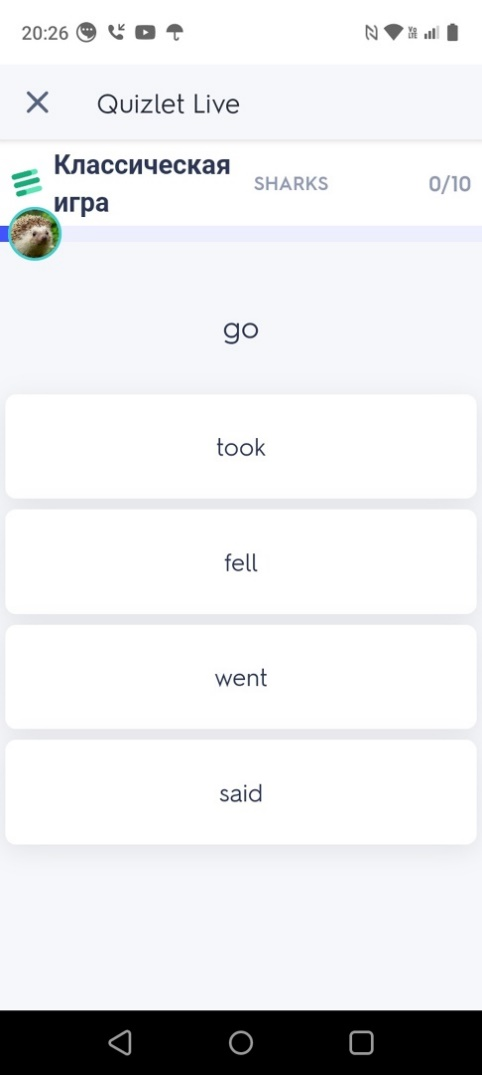 20:26
Quizlet Live
Классическая
игра
SHARKS
0/10
go
took
fell
went
said